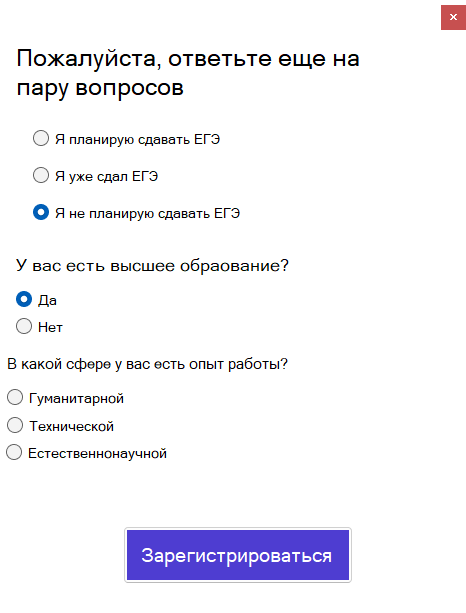 Пожалуйста, ответьте еще на
пару вопросов
Я планирую сдавать ЕГЭ
Я уже сдал ЕГЭ
Я не планирую сдавать ЕГЭ
У вас есть высшее обраование?
Да
Нет
В какой сфере у вас есть опыт работы?
Гуманитарной
Технической
Естественнонаучной
Зарегистрироваться